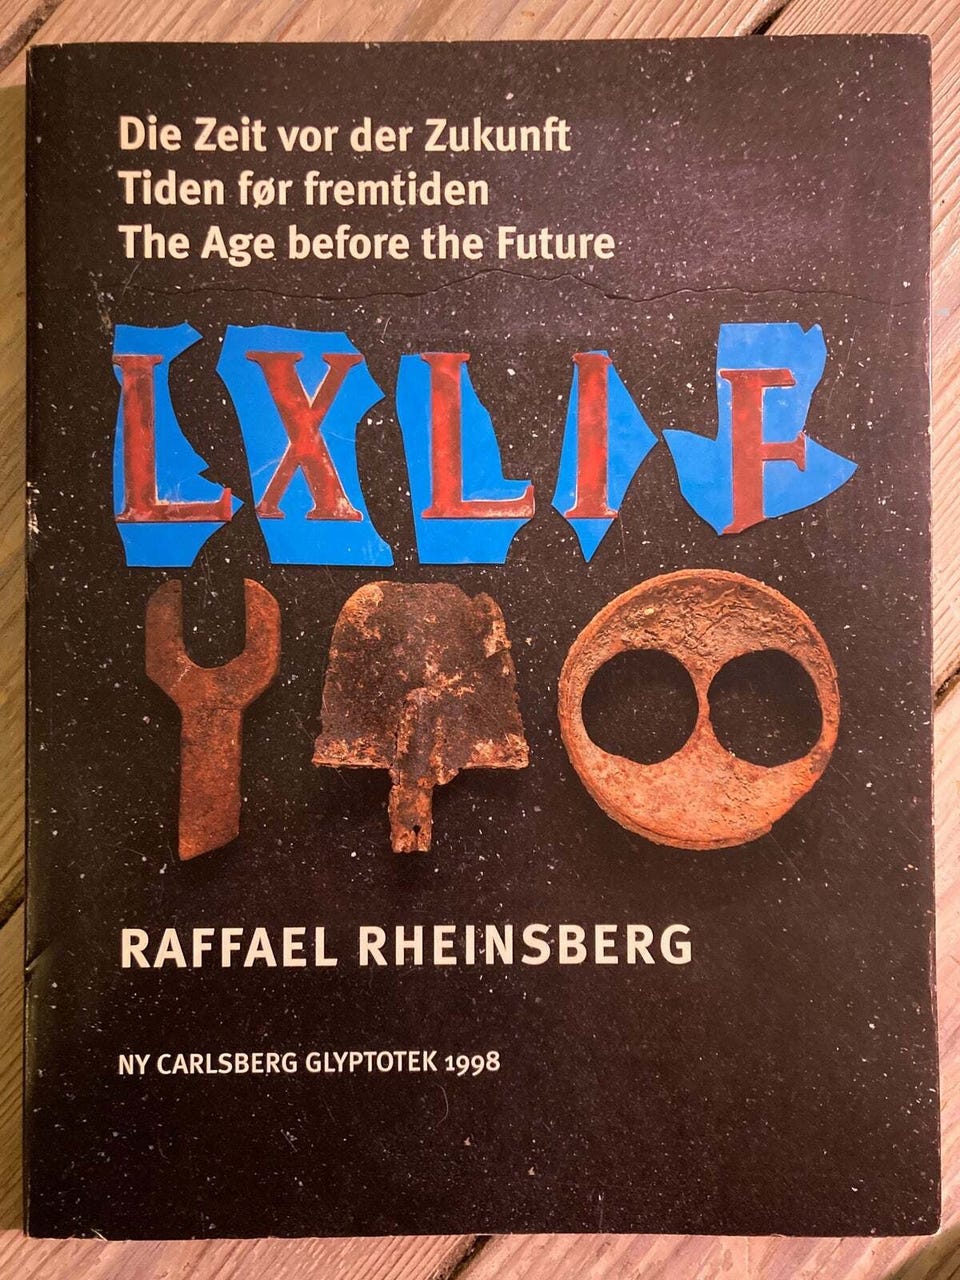 Die Zeit vor der Zukunft
Tiden før fremtiden
The Age before the Future
LXLIF
RAFFAEL RHEINSBERG
NY CARLSBERG GLYPTOTEK 1998